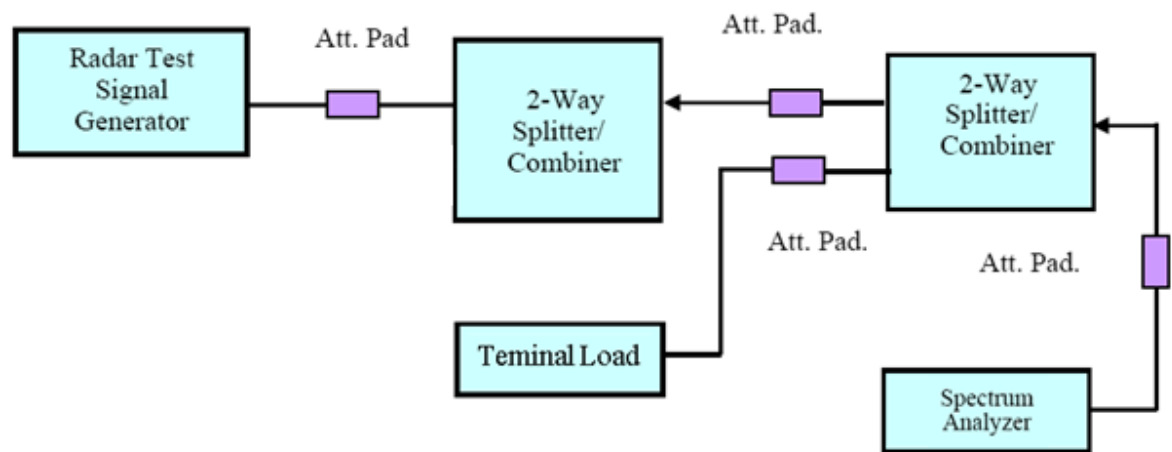 Radar Test
Signal
Generator
Att. Pad
2-Way
Splitter/
Combiner
Att. Pad.
2-Way
Splitter/
Combiner
Att. Pad.
Att. Pad.
Teminal Load
Spectrum
Analyzer